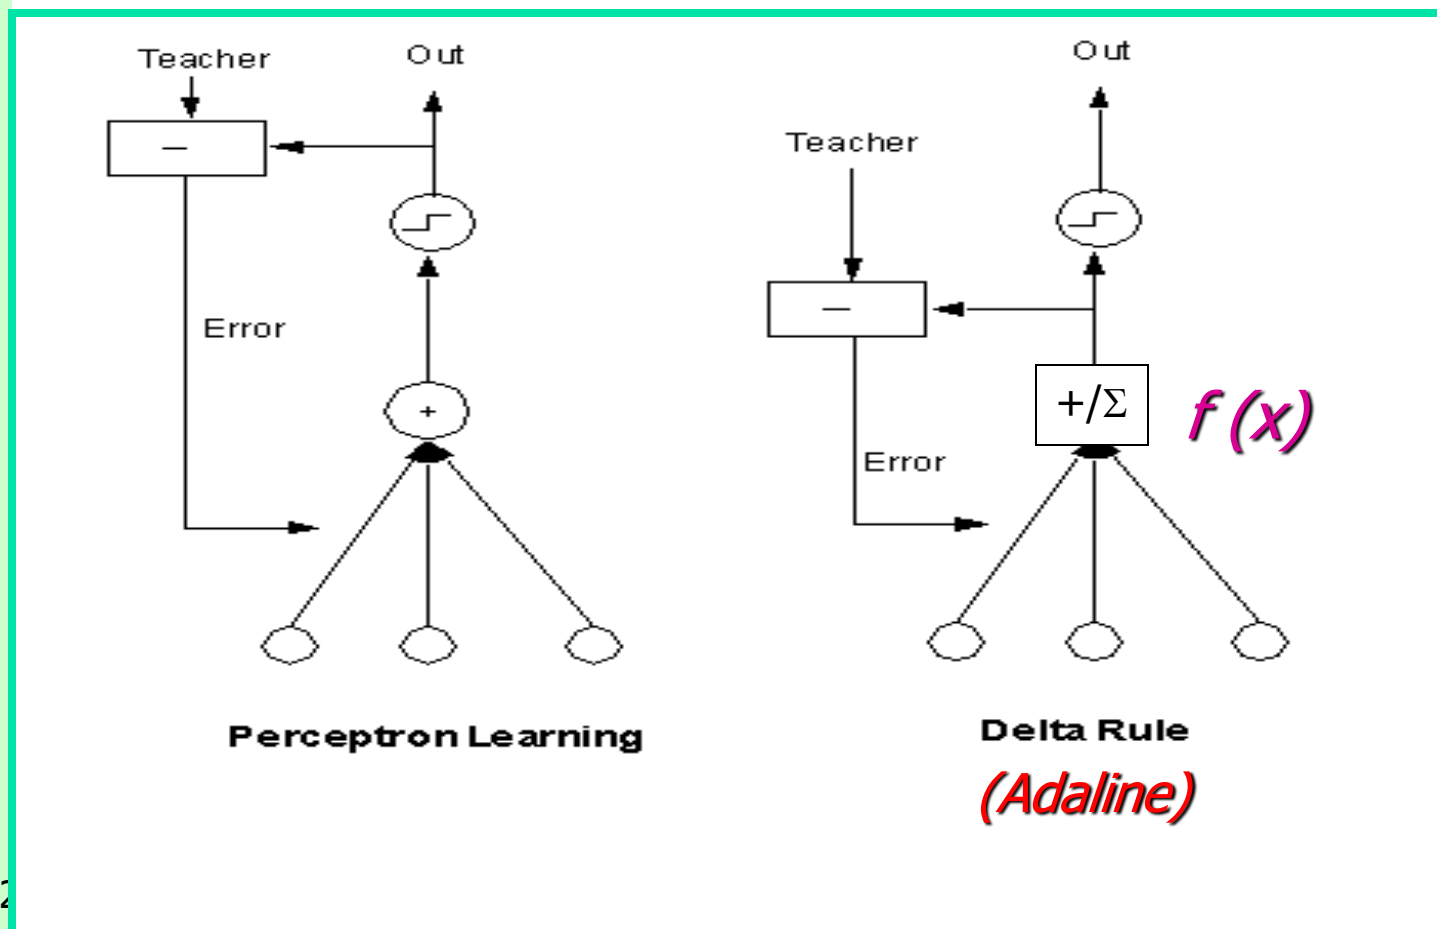 Teacher
Out
−
Error
+
Perceptron Learning
Out
Teacher
−
+/Σ
f (x)
Error
Delta Rule
(Adaline)